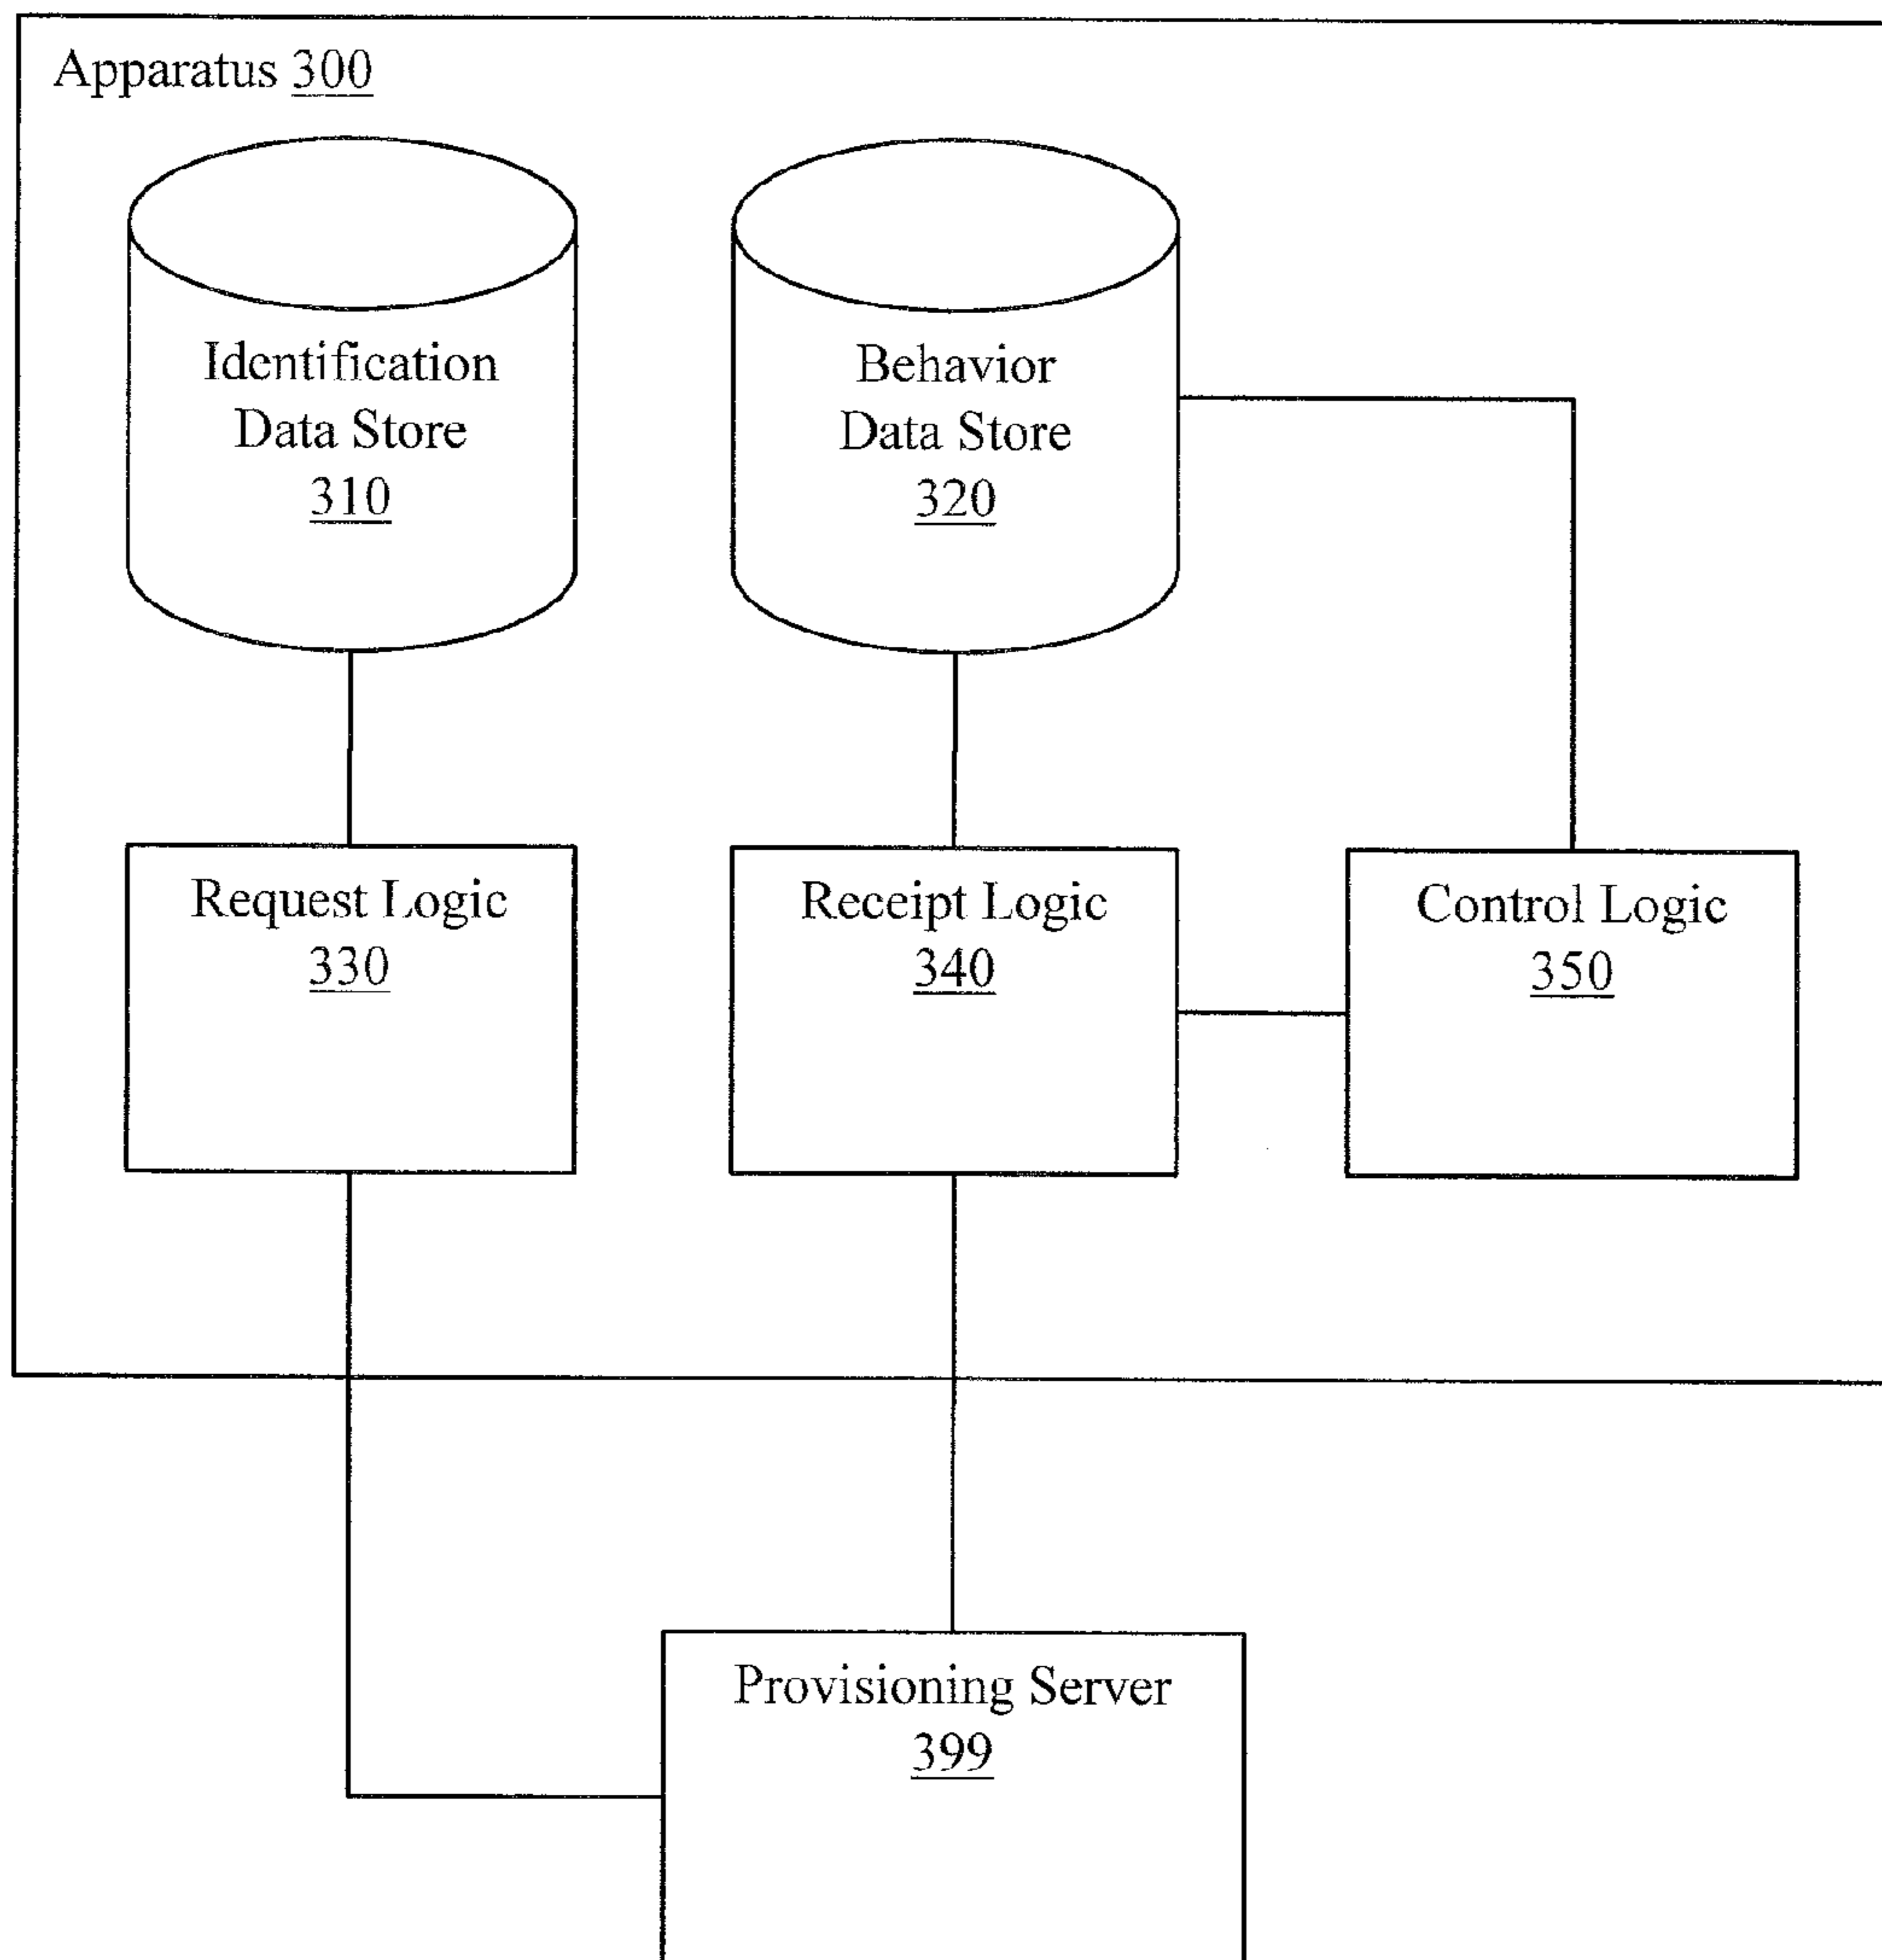 Apparatus 300
Identification
Data Store
310
Behavior
Data Store
320
Request Logic
330
Receipt Logic
340
Control Logic
350
Provisioning Server
399